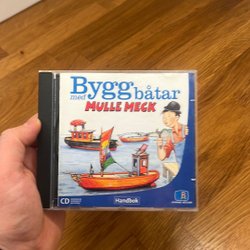 Bygg
med båtar
MULLE MECK
CD
Handbok